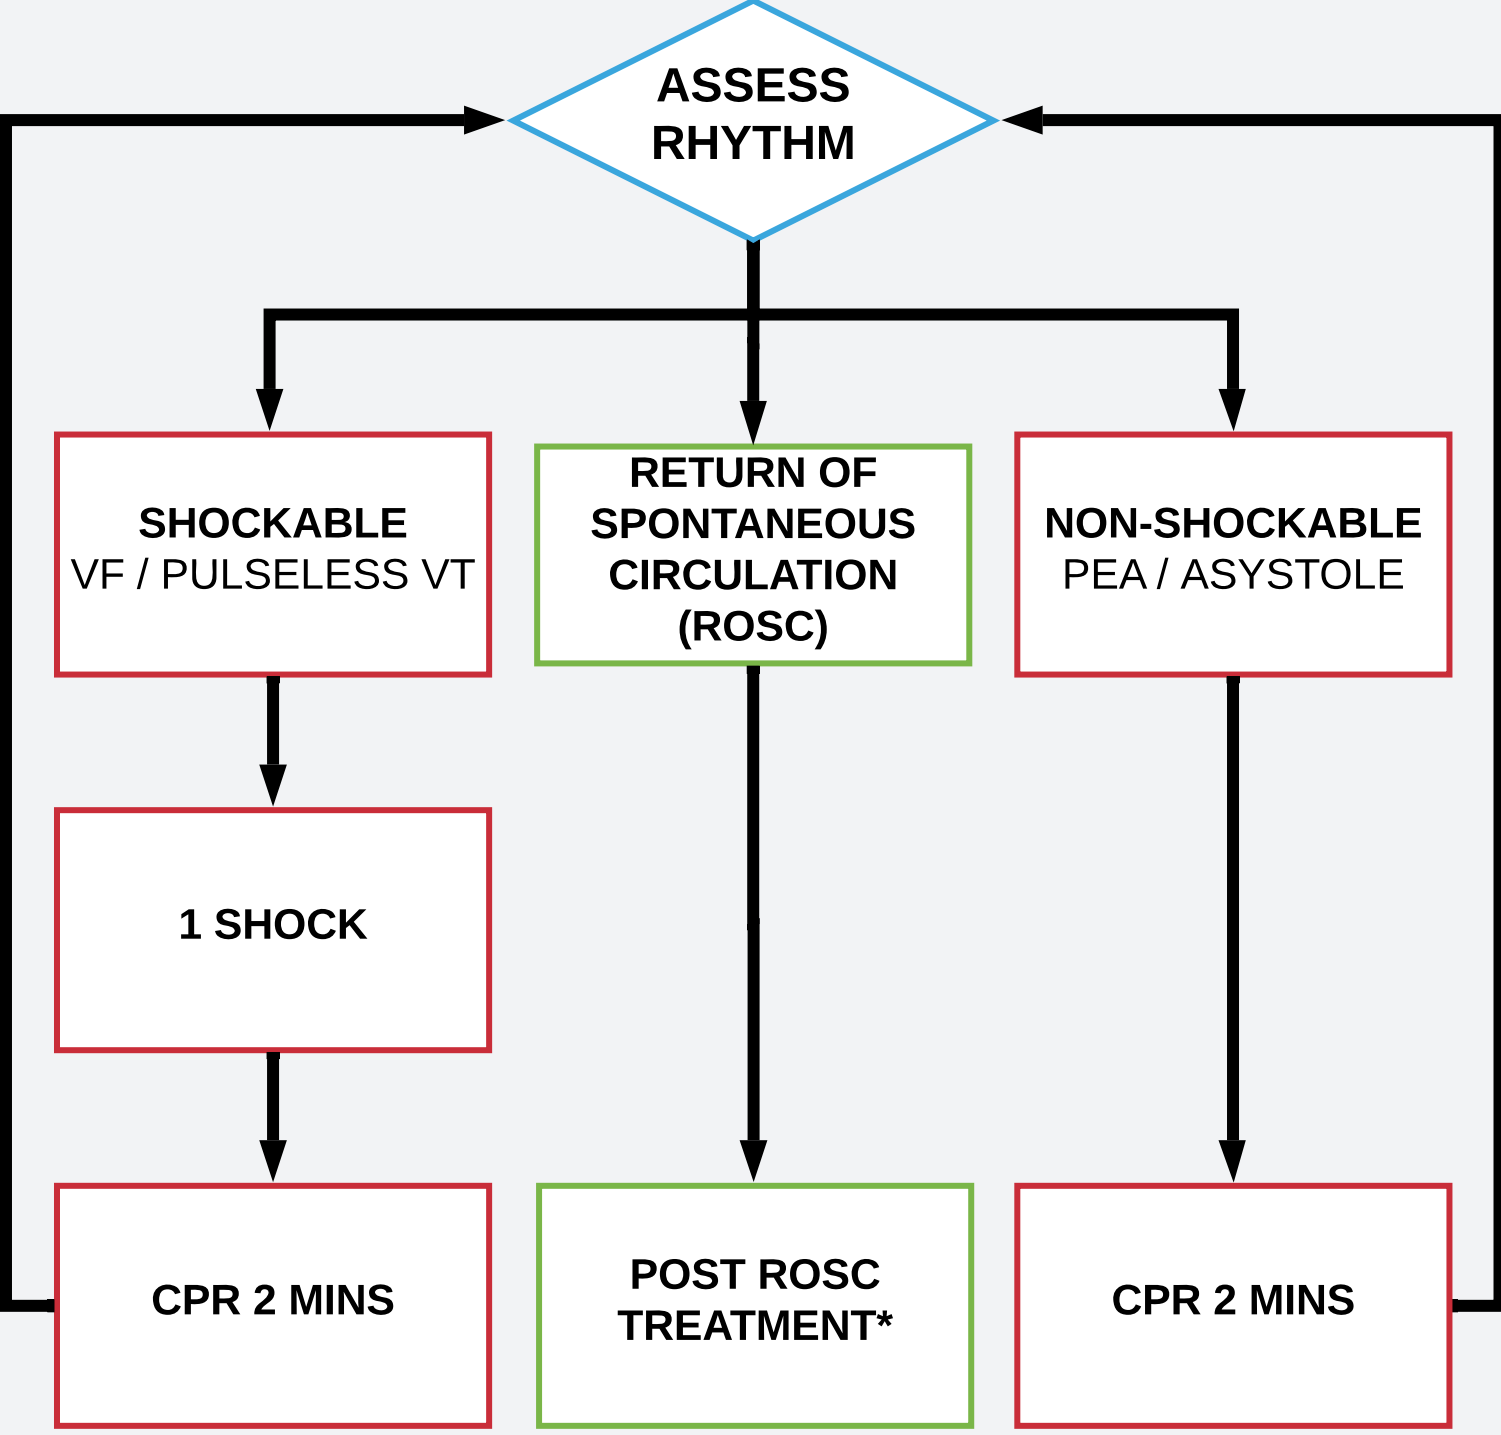 ASSESS
RHYTHM
SHOCKABLE
VF / PULSELESS VT
RETURN OF
SPONTANEOUS
CIRCULATION
(ROSC)
NON-SHOCKABLE
PEA / ASYSTOLE
1 SHOCK
CPR 2 MINS
POST ROSC
TREATMENT*
CPR 2 MINS